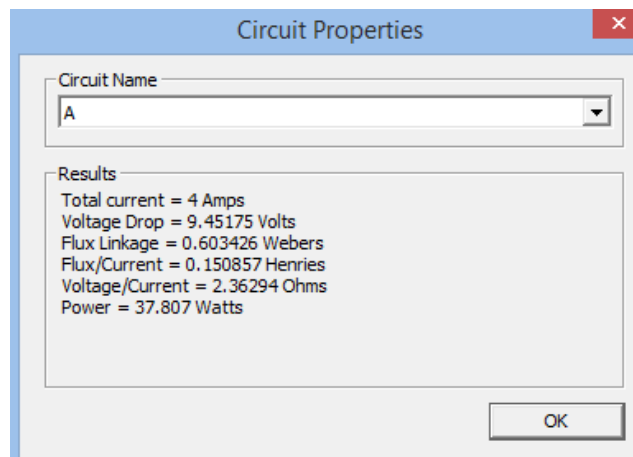 Circuit Properties
Circuit Name
A
Results
Total current = 4 Amps
Voltage Drop = 9.45175 Volts
Flux Linkage = 0.603426 Webers
Flux/Current = 0.150857 Henries
Voltage/Current = 2.36294 Ohms
Power = 37.807 Watts
OK